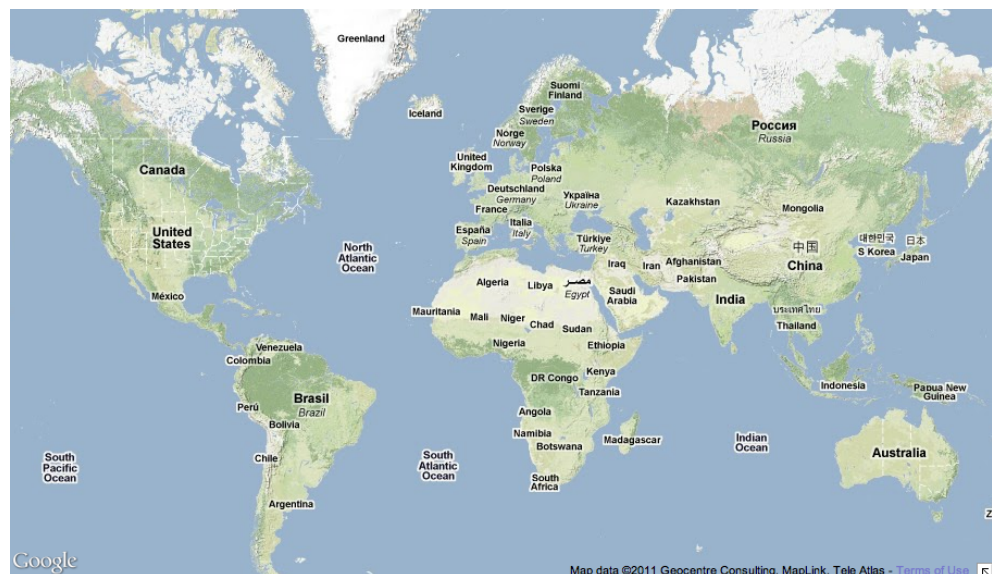 Greenland
Iceland
Suomi
Finland
Sverige
Sweden
Norge
Norway
Россия
Russia
Canada
United
Kingdom
Polska
Poland
Deutschland
Germany
Україна
Ukraine
Kazakhstan
Mongolia
France
Italia
Italy
España
Spain
Türkiye
Turkey
United
States
North
Atlantic
Ocean
中国
China
대한민국
S Korea
日本
Japan
Iraq
Iran
Afghanistan
Pakistan
México
Algeria
Libya
مصر
Egypt
Saudi
Arabia
India
ประเทศไทย
Thailand
Mauritania
Mali
Niger
Chad
Sudan
Nigeria
Ethiopia
Venezuela
Colombia
Kenya
DR Congo
Tanzania
Indonesia
Papua New
Guinea
Brasil
Brazil
Perú
Bolivia
Angola
Namibia
Botswana
Madagascar
Indian
Ocean
Australia
South
Pacific
Ocean
Chile
South
Atlantic
Ocean
South
Africa
Argentina
Z
Google
Map data ©2011 Geocentre Consulting, MapLink, Tele Atlas - Terms of Use